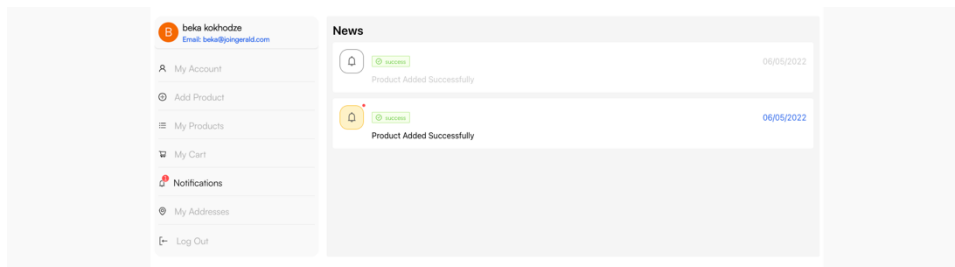 B
beka kokhodze
Email: beka@joingerald.com
My Account
Add Product
My Products
My Cart
1
Notifications
My Addresses
Log Out
News
success
06/05/2022
Product Added Successfully
success
06/05/2022
Product Added Successfully